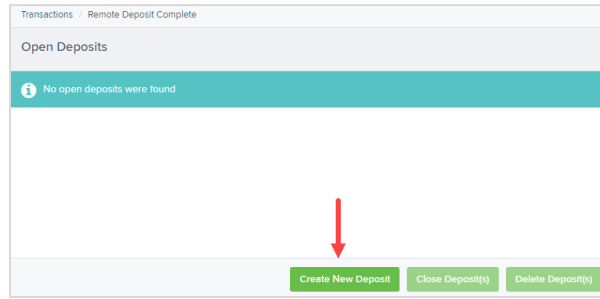 Transactions / Remote Deposit Complete
Open Deposits
No open deposits were found
Create New Deposit Close Deposit(s) Delete Deposit(s)